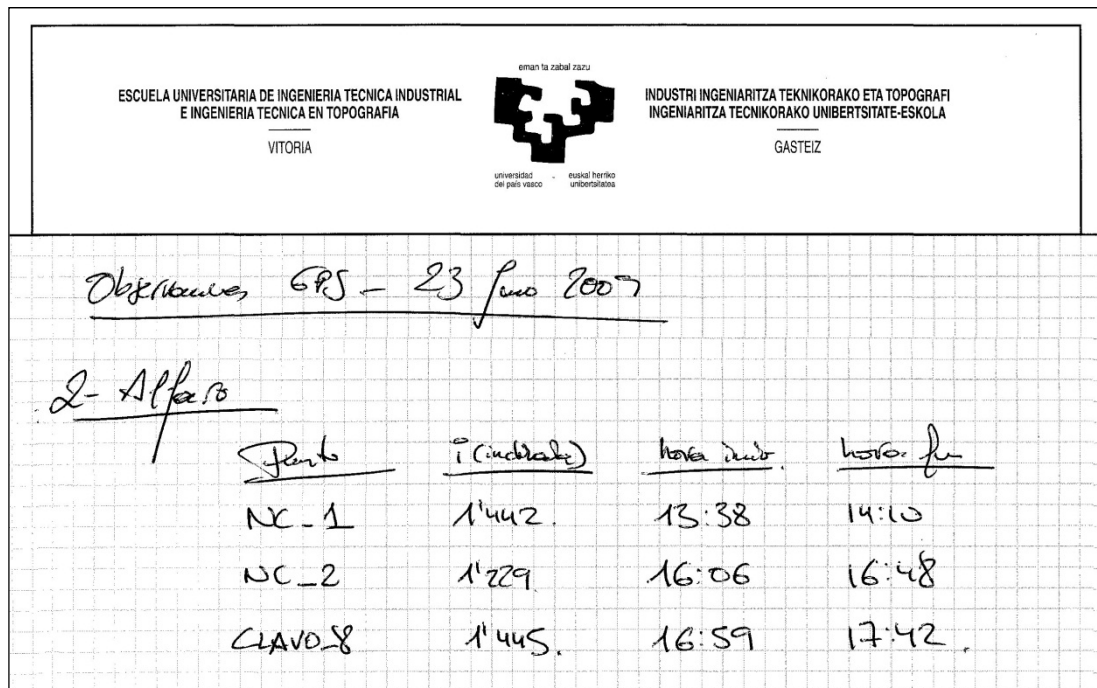 eman ta zabal zazu
ESCUELA UNIVERSITARIA DE INGENIERIA TECNICA INDUSTRIAL
E INGENIERIA TECNICA EN TOPOGRAFIA
VITORIA
INDUSTRI INGENIARITZA TEKNIKORAKO ETA TOPOGRAFI
INGENIARITZA TECNIKORAKO UNIBERTSITATE-ESKOLA
GASTEIZ
universidad
del país vasco
euskal herriko
unibertsitatea
GPS - 23 2009
2- Alfaro
Punto i (inclinada) hora inicio. hora. fin
NC_1 1'442. 13:38 14:10
NC_2 1'229. 16:06 16:48
CLAVO_8 1'445. 16:59 17:42.